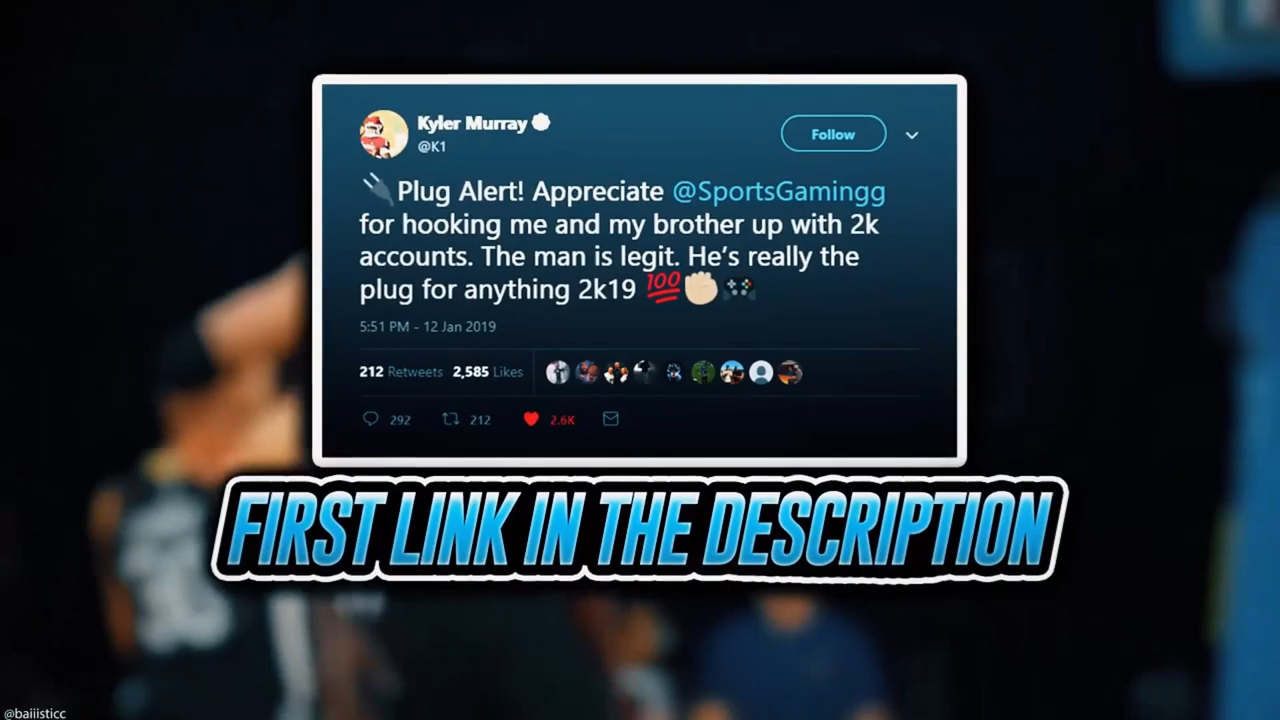 Kyler Murray
@K1
Follow
🔌Plug Alert! Appreciate @SportsGamingg
for hooking me and my brother up with 2k
accounts. The man is legit. He’s really the
plug for anything 2k19 💯✊🏼🎮
5:51 PM - 12 Jan 2019
212 Retweets 2,585 Likes
292 212 2.6K
FIRST LINK IN THE DESCRIPTION
@baiiisticc